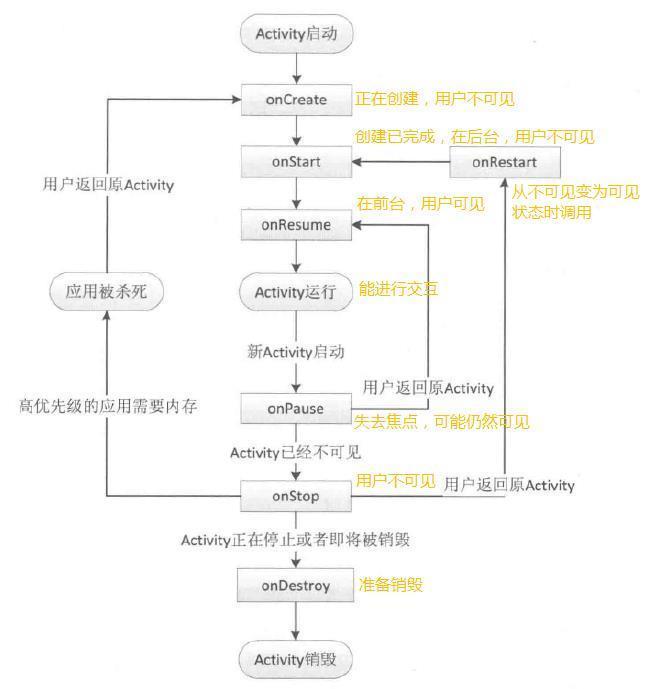 Activity启动
onCreate
正在创建，用户不可见
创建已完成，在后台，用户不可见
onStart
onRestart
用户返回原Activity
从不可见变为可见
状态时调用
在前台，用户可见
onResume
应用被杀死
Activity运行
能进行交互
新Activity启动
用户返回原Activity
高优先级的应用需要内存
onPause
失去焦点，可能仍然可见
Activity已经不可见
用户不可见
用户返回原Activity
onStop
Activity正在停止或者即将被销毁
onDestroy
准备销毁
Activity销毁